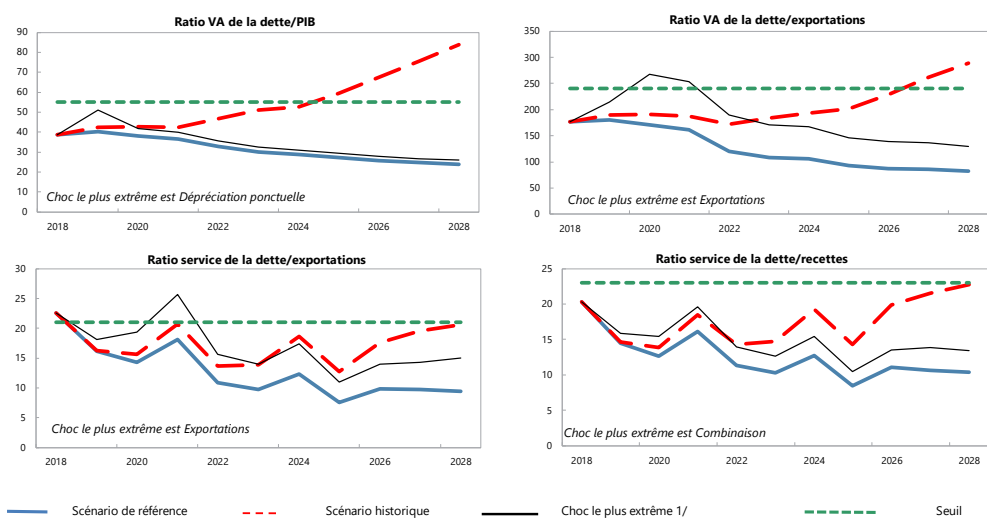 Ratio VA de la dette/PIB
90
80
70
60
50
40
30
20
10
0
Choc le plus extrême est Dépréciation ponctuelle
2018 2020 2022 2024 2026 2028
Ratio VA de la dette/exportations
350
300
250
200
150
100
50
0
Choc le plus extrême est Exportations
2018 2020 2022 2024 2026 2028
Ratio service de la dette/exportations
30
25
20
15
10
5
0
Choc le plus extrême est Exportations
2018 2020 2022 2024 2026 2028
Ratio service de la dette/recettes
25
20
15
10
5
0
Choc le plus extrême est Combinaison
2018 2020 2022 2024 2026 2028
Scénario de référence Scénario historique Choc le plus extrême 1/ Seuil